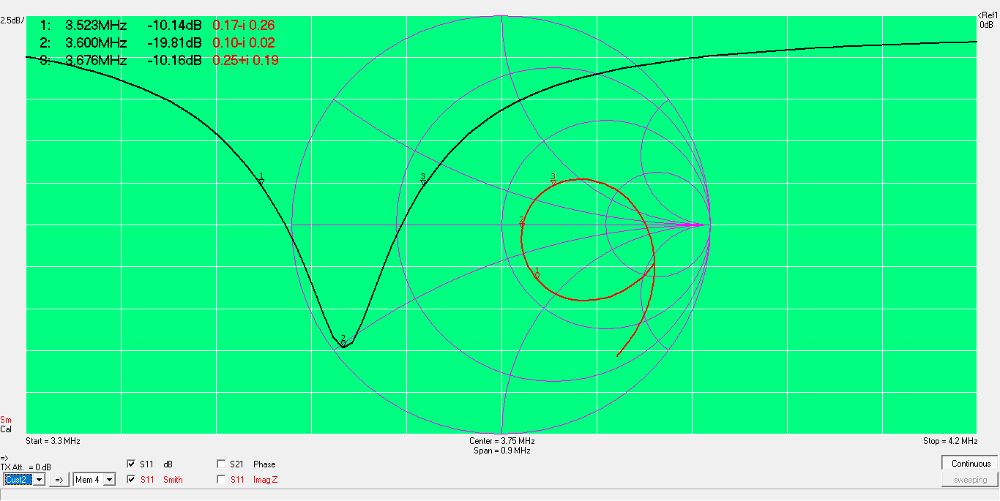 2.5dB/
<Ref1
0dB
1: 3.523MHz -10.14dB 0.17-i 0.26
2: 3.600MHz -19.81dB 0.10-i 0.02
3: 3.676MHz -10.16dB 0.25+i 0.19
1
3
3
2
1
2
Sm
Cal
Start = 3.3 MHz
Center = 3.75 MHz
Stop = 4.2 MHz
Span = 0.9 MHz
=>
TX Att. = 0 dB
S11 dB
S21 Phase
Continuous
Cust2
=>
Mem 4
S11 Smith
S11 Imag Z
sweeping